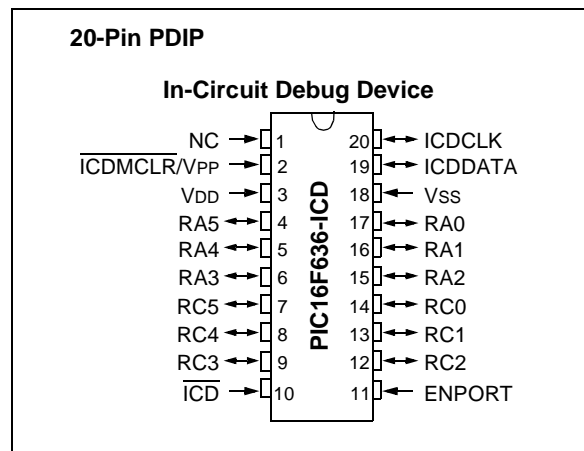 20-Pin PDIP
In-Circuit Debug Device
NC 1 20 ICDCLK
ICDMCLR/VPP 2 19 ICDDATA
VDD 3 18 VSS
RA5 4 17 RA0
RA4 5 16 RA1
RA3 6 15 RA2
RC5 7 14 RC0
RC4 8 13 RC1
RC3 9 12 RC2
ICD 10 11 ENPORT
PIC16F636-ICD